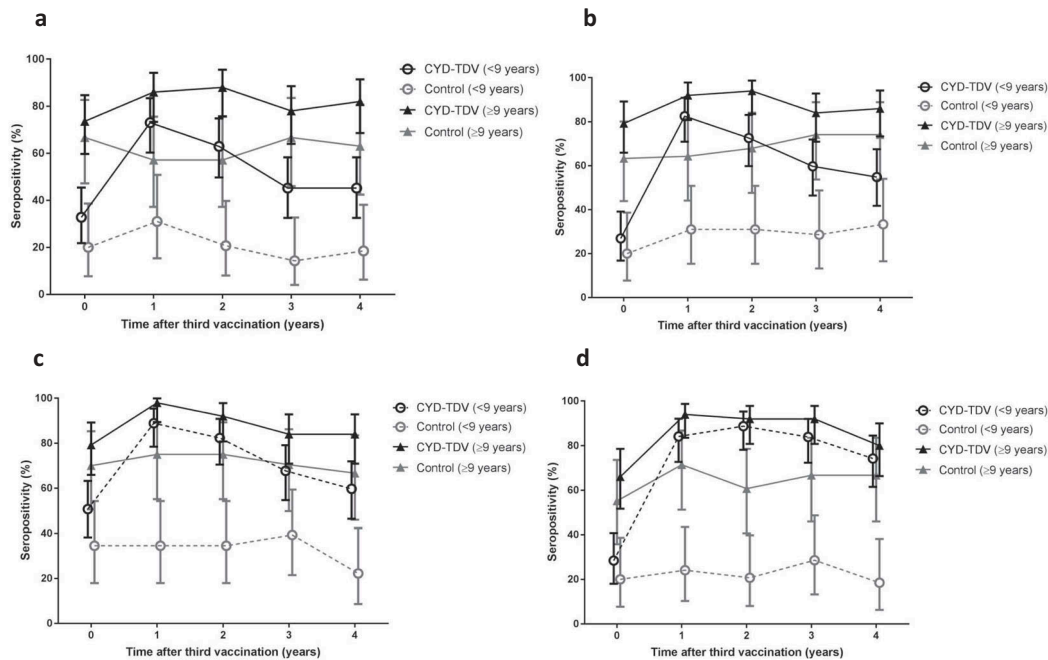 a
100
80
60
40
20
0
Seropositivity (%)
0 1 2 3 4
Time after third vaccination (years)
CYD-TDV (<9 years)
Control (<9 years)
CYD-TDV (≥9 years)
Control (≥9 years)
b
100
80
60
40
20
0
Seropositivity (%)
0 1 2 3 4
Time after third vaccination (years)
CYD-TDV (<9 years)
Control (<9 years)
CYD-TDV (≥9 years)
Control (≥9 years)
c
100
80
60
40
20
0
Seropositivity (%)
0 1 2 3 4
Time after third vaccination (years)
CYD-TDV (<9 years)
Control (<9 years)
CYD-TDV (≥9 years)
Control (≥9 years)
d
100
80
60
40
20
0
Seropositivity (%)
0 1 2 3 4
Time after third vaccination (years)
CYD-TDV (<9 years)
Control (<9 years)
CYD-TDV (≥9 years)
Control (≥9 years)